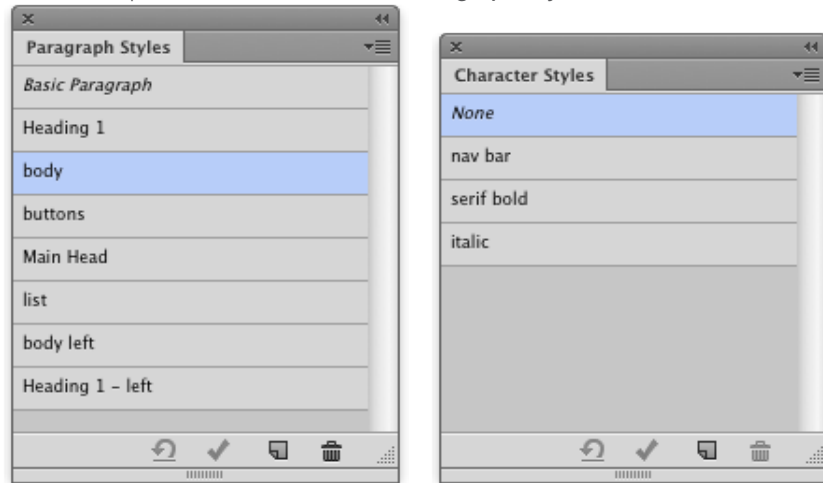 Paragraph Styles
Basic Paragraph
Heading 1
body
buttons
Main Head
list
body left
Heading 1 – left
Character Styles
None
nav bar
serif bold
italic